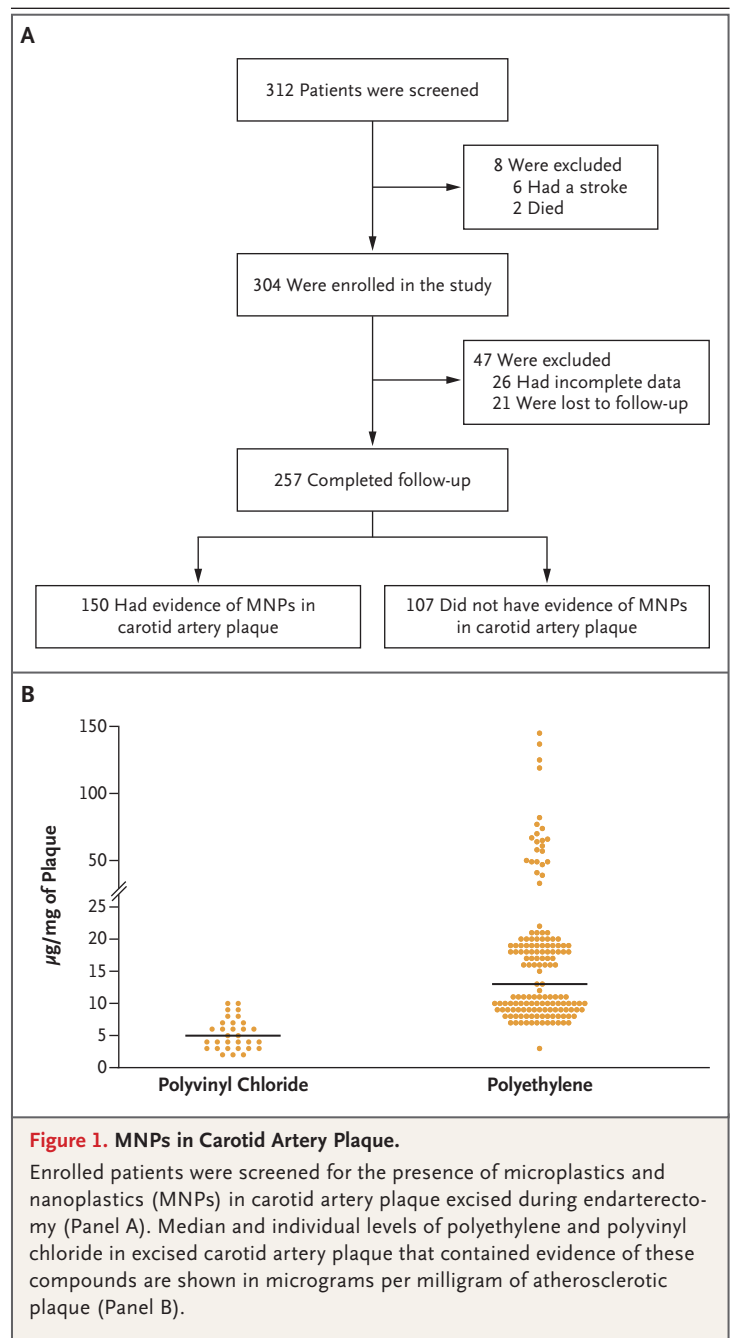 A
312 Patients were screened
8 Were excluded
6 Had a stroke
2 Died
304 Were enrolled in the study
47 Were excluded
26 Had incomplete data
21 Were lost to follow-up
257 Completed follow-up
150 Had evidence of MNPs in
carotid artery plaque
107 Did not have evidence of MNPs
in carotid artery plaque
B
150
100
50
25
20
15
10
5
0
µg/mg of Plaque
Polyvinyl Chloride
Polyethylene
Figure 1. MNPs in Carotid Artery Plaque.
Enrolled patients were screened for the presence of microplastics and
nanoplastics (MNPs) in carotid artery plaque excised during endarterecto-
my (Panel A). Median and individual levels of polyethylene and polyvinyl
chloride in excised carotid artery plaque that contained evidence of these
compounds are shown in micrograms per milligram of atherosclerotic
plaque (Panel B).